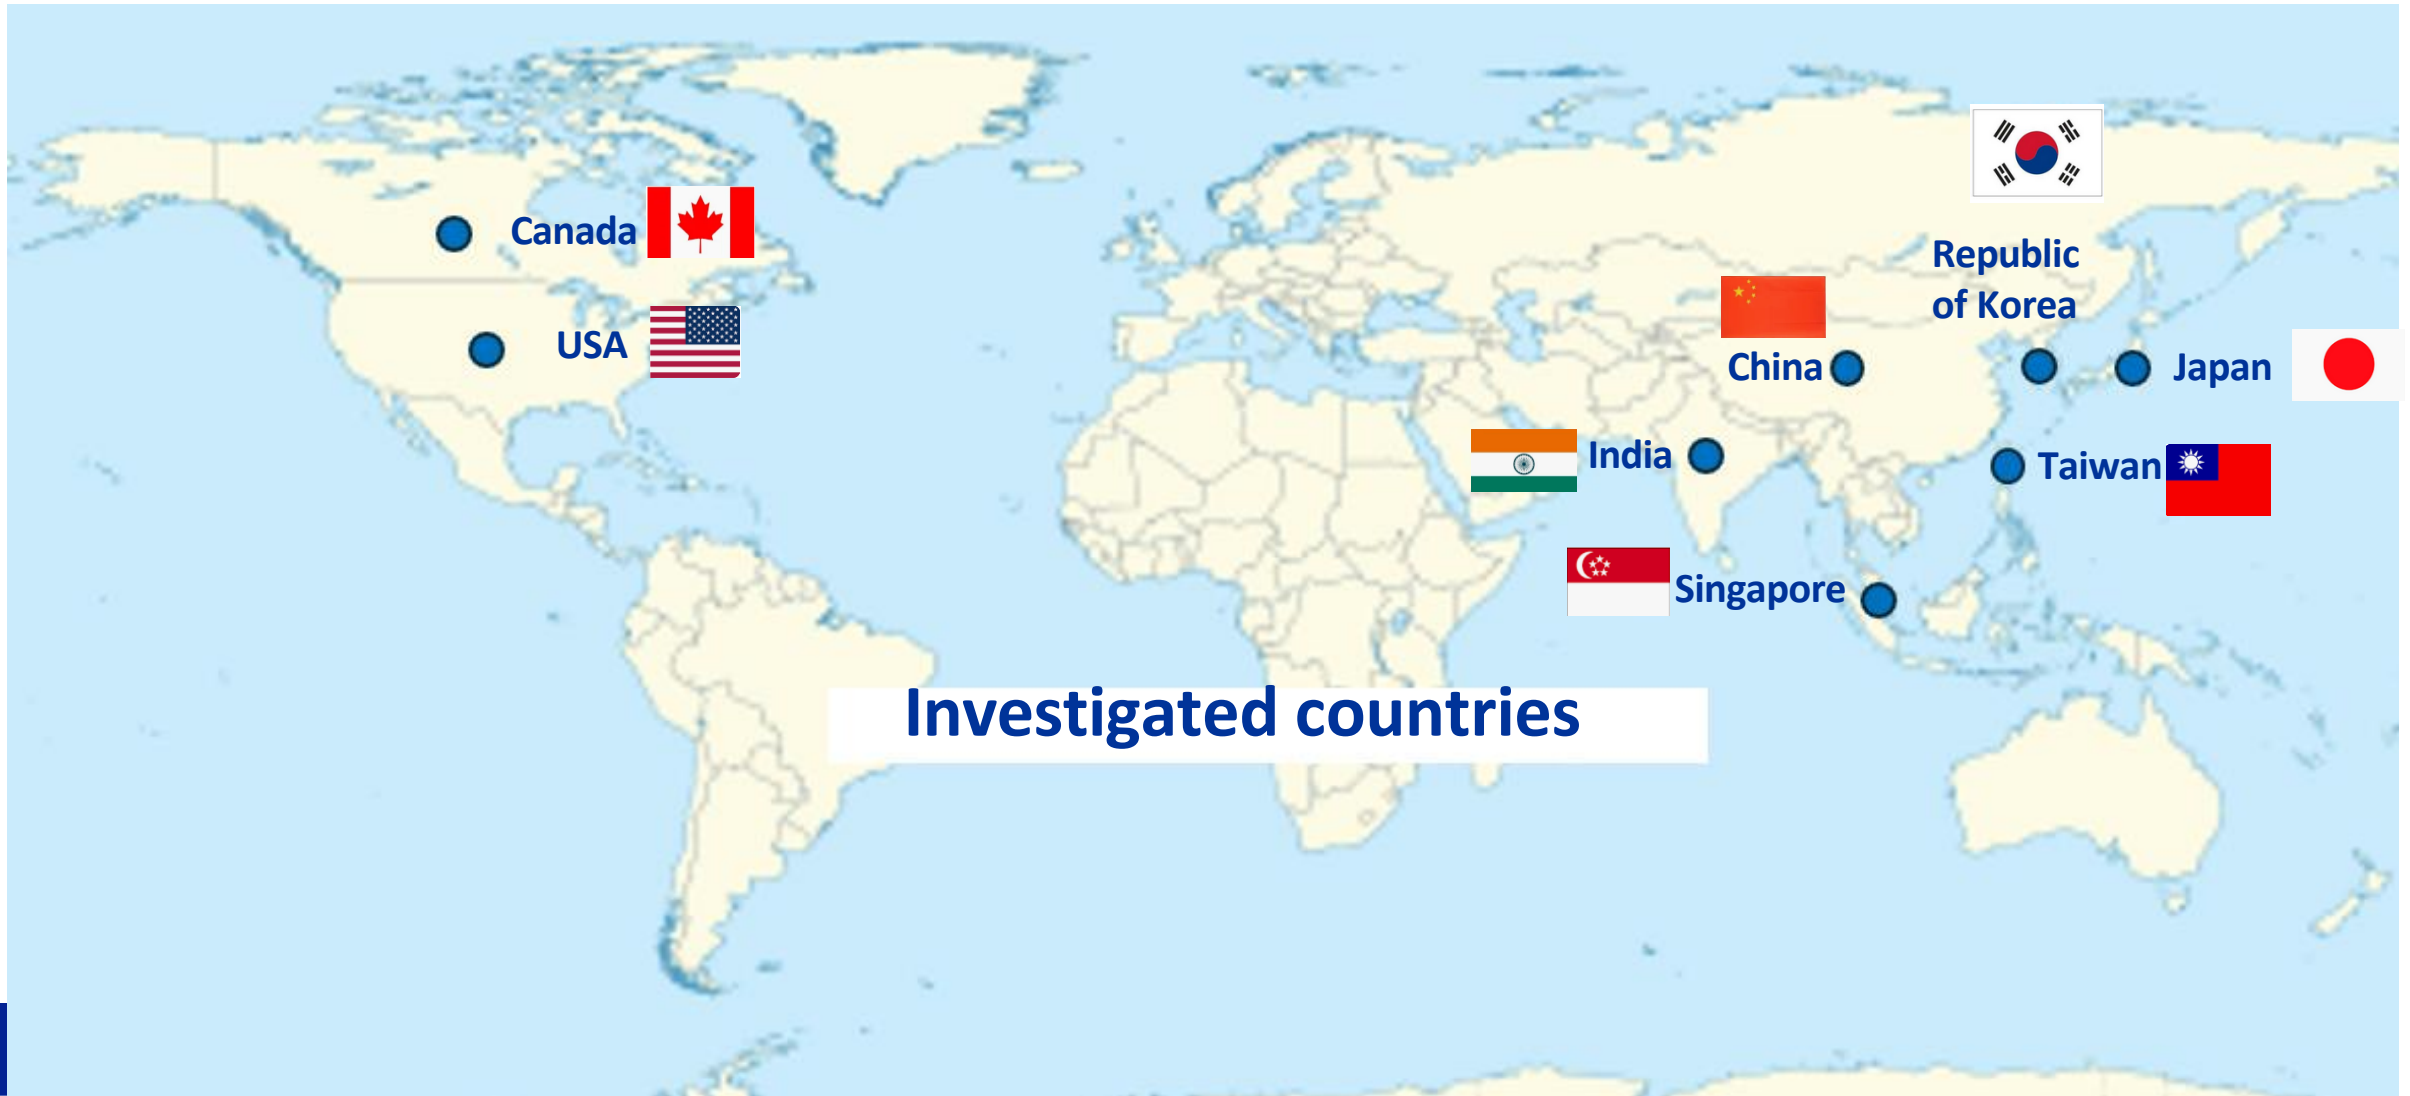 Canada
USA
Republic
of Korea
China
Japan
India
Taiwan
Singapore
Investigated countries